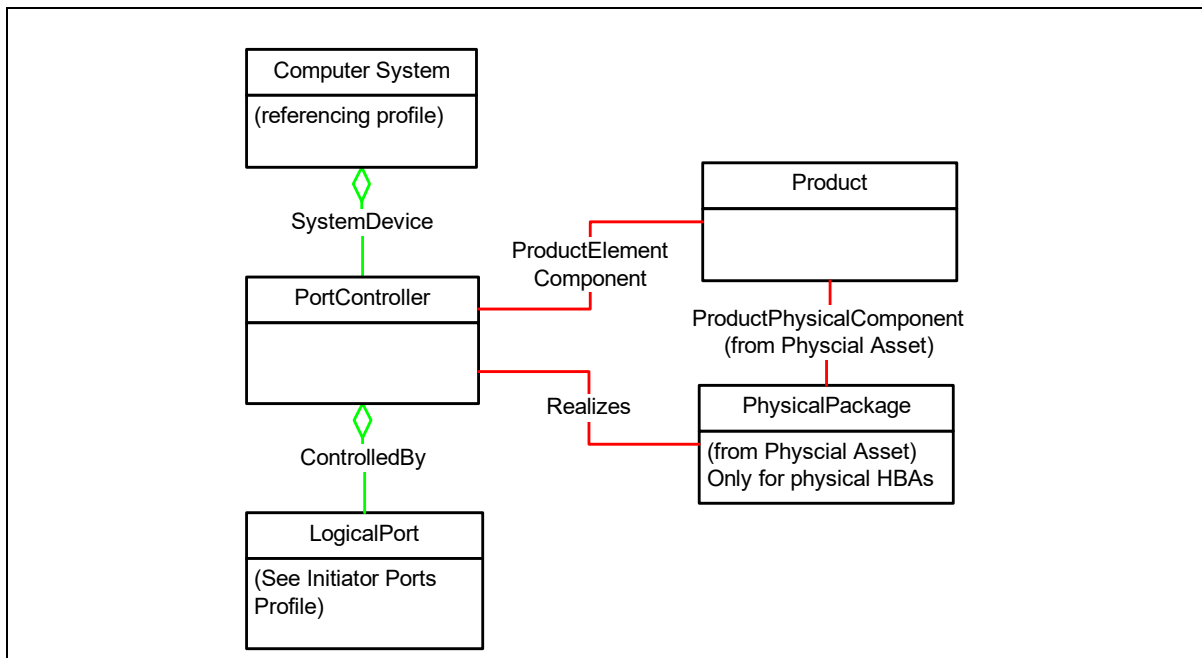 Computer System
(referencing profile)
SystemDevice
Product
ProductElement
Component
PortController
ProductPhysicalComponent
(from Physcial Asset)
Realizes
PhysicalPackage
(from Physcial Asset)
Only for physical HBAs
ControlledBy
LogicalPort
(See Initiator Ports
Profile)